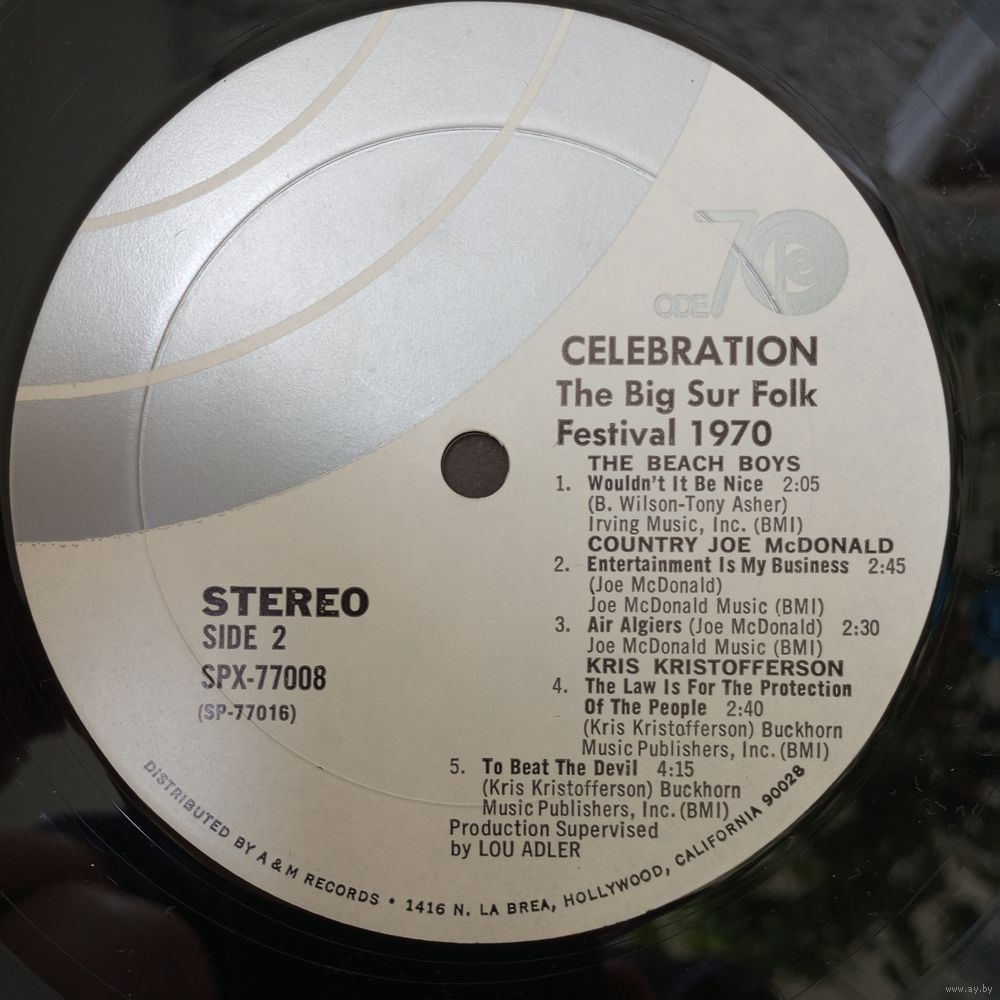 ODE 70
CELEBRATION
The Big Sur Folk
Festival 1970
THE BEACH BOYS
1. Wouldn't It Be Nice 2:05
(B. Wilson-Tony Asher)
Irving Music, Inc. (BMI)
COUNTRY JOE McDONALD
2. Entertainment Is My Business 2:45
(Joe McDonald)
Joe McDonald Music (BMI)
3. Air Algiers (Joe McDonald) 2:30
Joe McDonald Music (BMI)
KRIS KRISTOFFERSON
4. The Law Is For The Protection
Of The People 2:40
(Kris Kristofferson) Buckhorn
Music Publishers, Inc. (BMI)
5. To Beat The Devil 4:15
(Kris Kristofferson) Buckhorn
Music Publishers, Inc. (BMI)
Production Supervised
by LOU ADLER
STEREO
SIDE 2
SPX-77008
(SP-77016)
DISTRIBUTED BY A & M RECORDS • 1416 N. LA BREA, HOLLYWOOD, CALIFORNIA 90028
www.ay.by